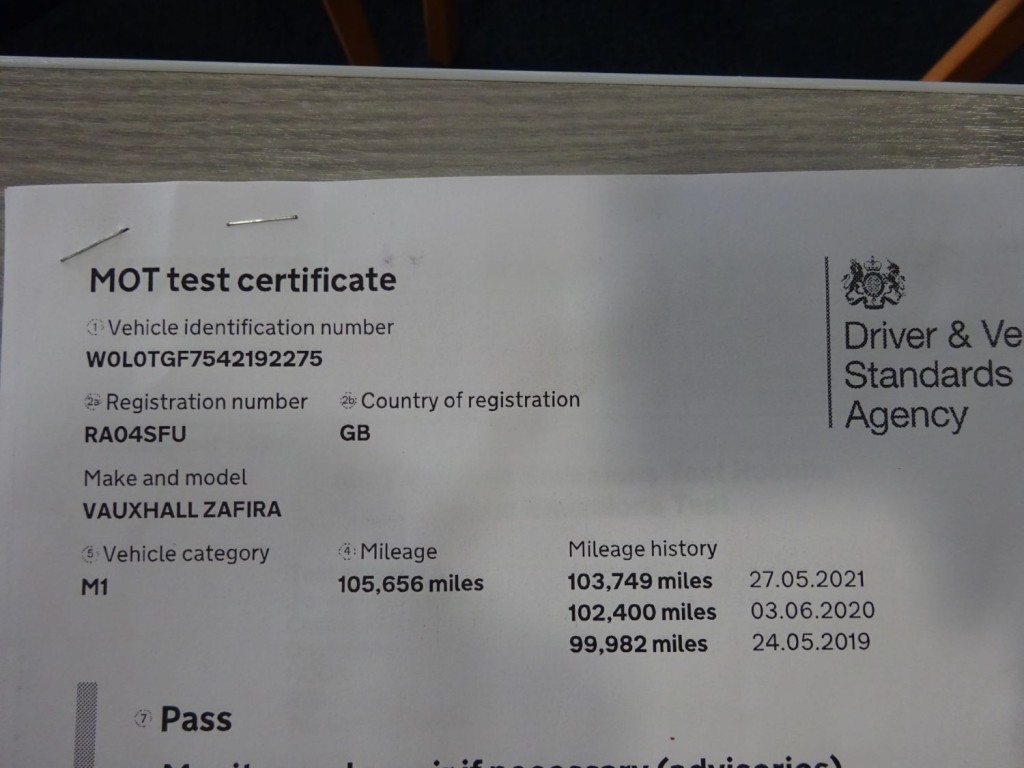 MOT test certificate
1 Vehicle identification number
W0L0TGF7542192275
2a Registration number 2b Country of registration
RA04SFU GB
Make and model
VAUXHALL ZAFIRA
5 Vehicle category 4 Mileage Mileage history
M1 105,656 miles 103,749 miles 27.05.2021
102,400 miles 03.06.2020
99,982 miles 24.05.2019
7 Pass
if necessary (advisories)
Driver & Ve
Standards
Agency